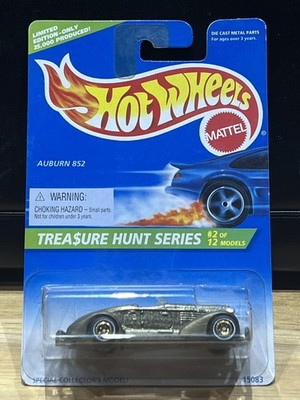 LIMITED
EDITION-ONLY
25,000 PRODUCED!
DIE CAST METAL PARTS
For ages over 3 years.
Hot Wheels
MATTEL
AUBURN 852
WARNING:
CHOKING HAZARD - Small parts.
Not for children under 3 years.
TREA$URE HUNT SERIES #2 OF
12 MODELS
SPECIAL COLLECTOR'S MODEL!
15083